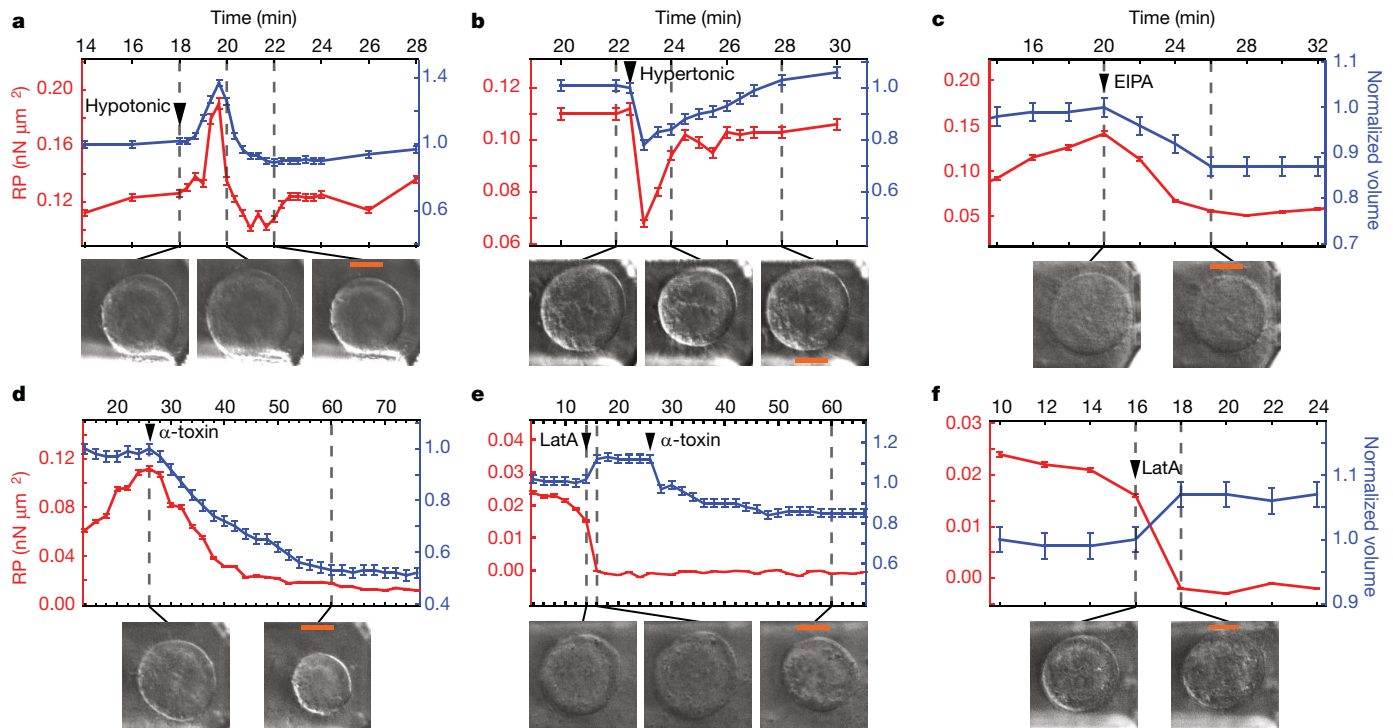 a
Time (min)
14 16 18 20 22 24 26 28
RP (nN μm ²)
0.20
0.16
0.12
Hypotonic
1.4
1.0
0.6
b
Time (min)
20 22 24 26 28 30
0.12
0.10
0.08
0.06
Hypertonic
1.0
0.8
0.6
c
Time (min)
16 20 24 28 32
0.20
0.15
0.10
0.05
EIPA
1.1
1.0
0.9
0.8
0.7
Normalized volume
d
20 30 40 50 60 70
RP (nN μm ²)
0.12
0.08
0.04
0.00
α-toxin
1.0
0.8
0.6
0.4
e
10 20 30 40 50 60
0.04
0.03
0.02
0.01
0.00
LatA
α-toxin
1.2
1.0
0.8
0.6
f
10 12 14 16 18 20 22 24
0.03
0.02
0.01
0.00
LatA
1.1
1.0
0.9
Normalized volume